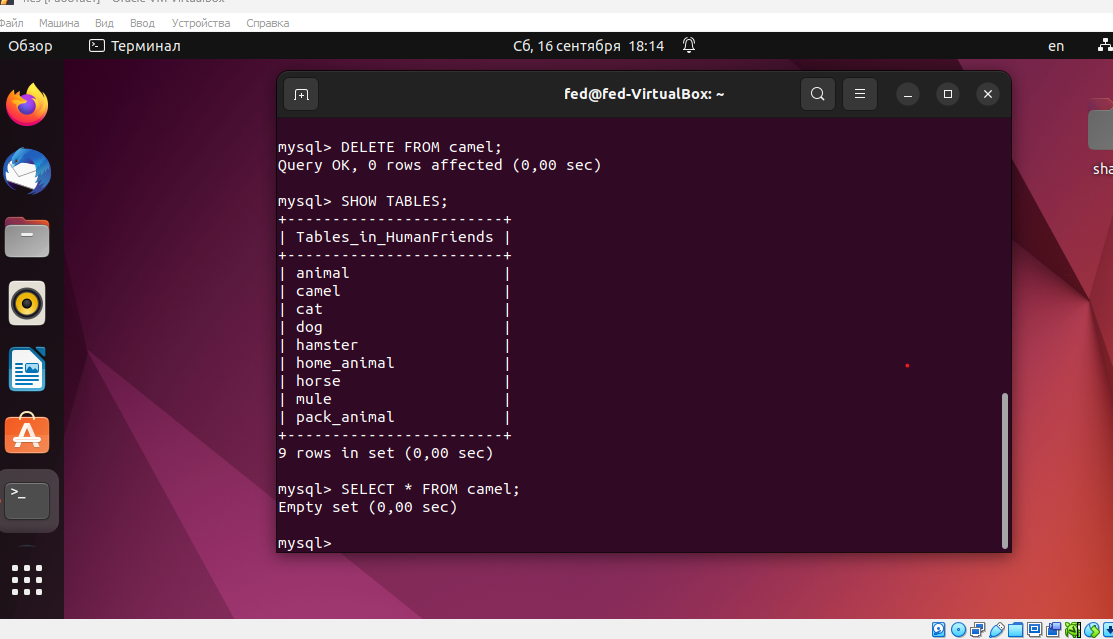 Файл Машина Вид Ввод Устройства Справка
Обзор Терминал Сб, 16 сентября 18:14 en
fed@fed-VirtualBox: ~
mysql> DELETE FROM camel;
Query OK, 0 rows affected (0,00 sec)
mysql> SHOW TABLES;
+------------------------+
| Tables_in_HumanFriends |
+------------------------+
| animal                 |
| camel                  |
| cat                    |
| dog                    |
| hamster                |
| home_animal            |
| horse                  |
| mule                   |
| pack_animal            |
+------------------------+
9 rows in set (0,00 sec)
mysql> SELECT * FROM camel;
Empty set (0,00 sec)
mysql>
sha